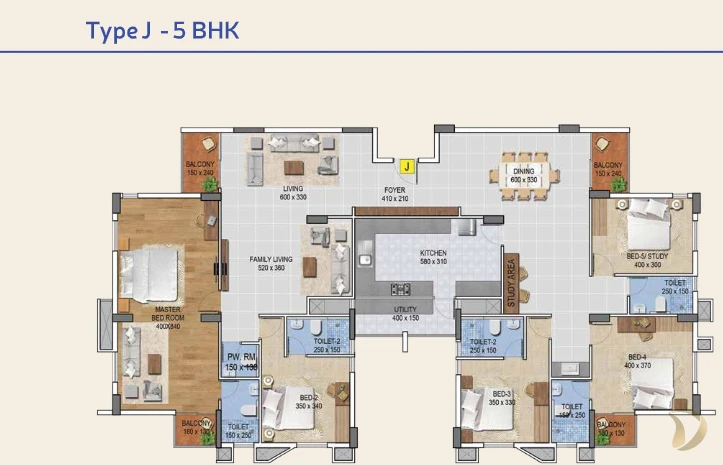 Type J - 5 BHK
BALCONY
150 x 240
LIVING
600 x 330
J
FOYER
410 x 210
DINING
600 x 330
BALCONY
150 x 240
FAMILY LIVING
520 x 360
KITCHEN
580 x 310
STUDY AREA
BED-5/ STUDY
400 x 300
MASTER
BED ROOM
400X840
UTILITY
400 x 150
TOILET
250 x 150
TOILET-2
250 x 150
TOILET-2
250 x 150
PW. RM
150 x 130
BED-4
400 x 370
BED-2
350 x 340
BED-3
350 x 330
BALCONY
160 x 130
TOILET
150 x 250
TOILET
150 x 250
BALCONY
160 x 130